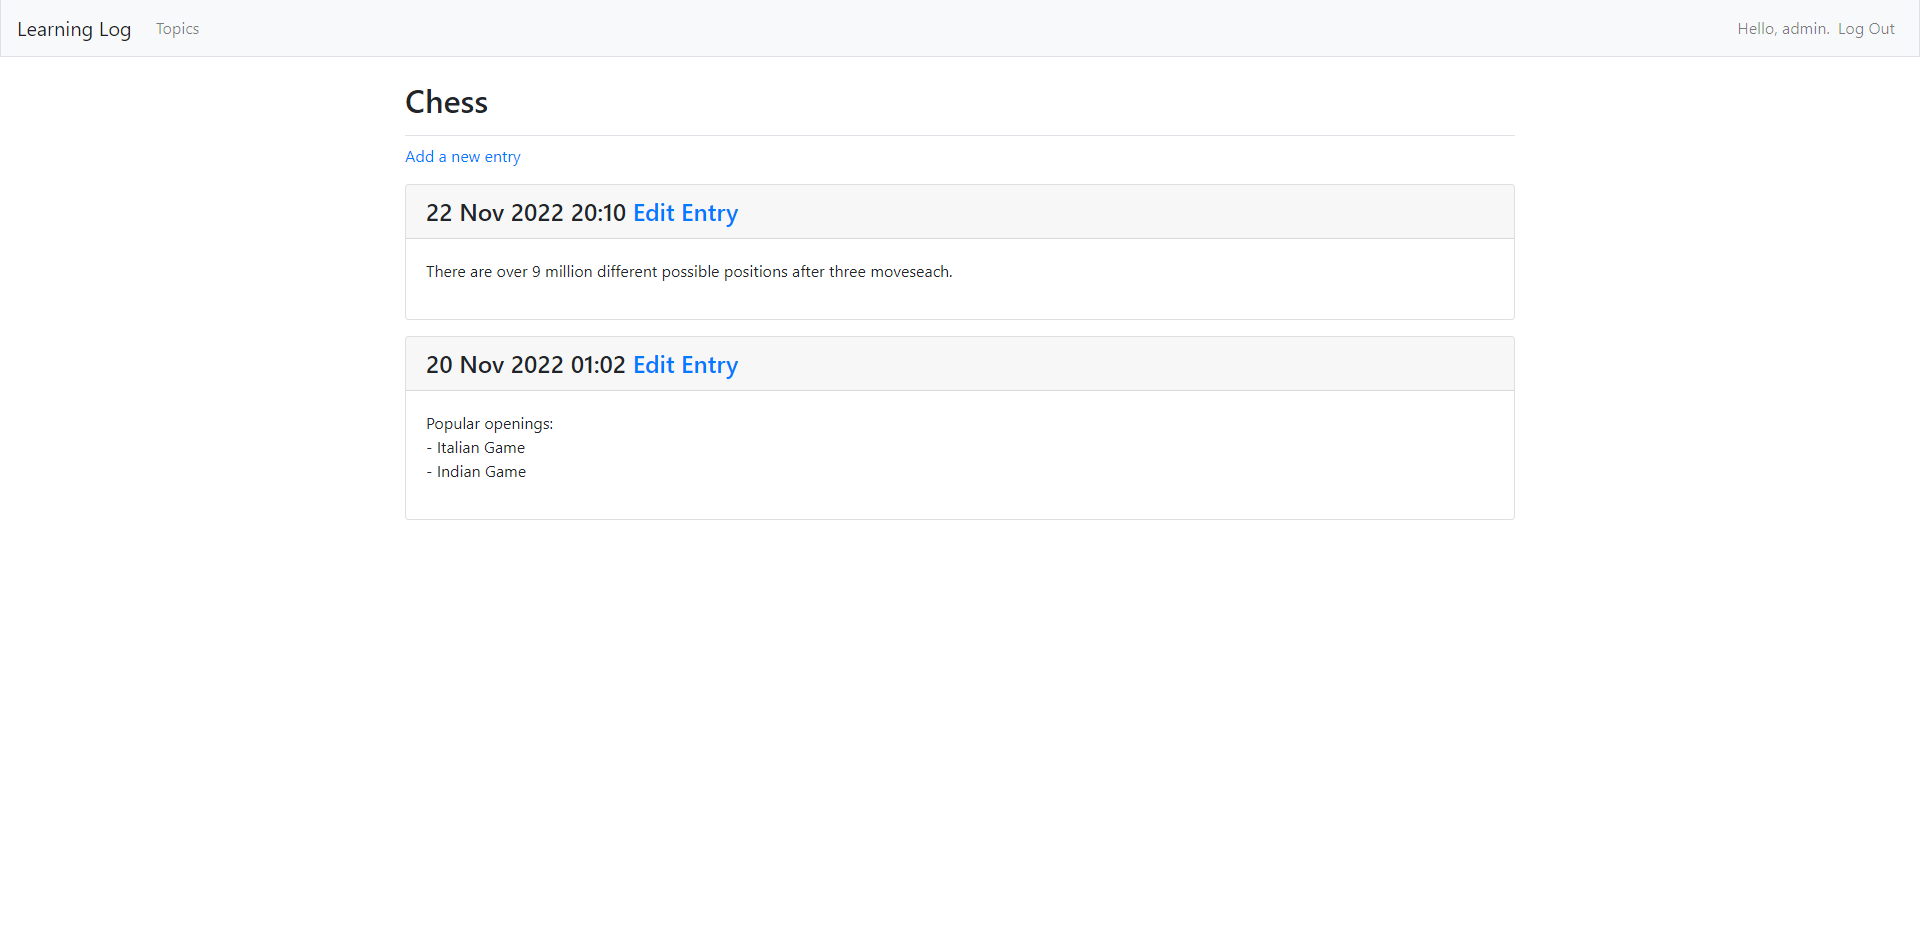 Learning Log Topics Hello, admin. Log Out
Chess
Add a new entry
22 Nov 2022 20:10 Edit Entry
There are over 9 million different possible positions after three moveseach.
20 Nov 2022 01:02 Edit Entry
Popular openings:
- Italian Game
- Indian Game